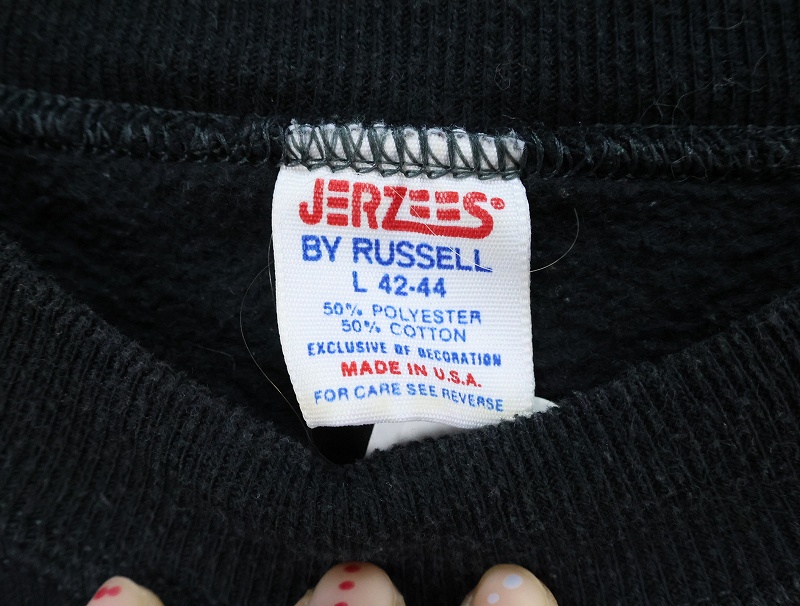 JERZEES®
BY RUSSELL
L 42-44
50% POLYESTER
50% COTTON
EXCLUSIVE OF DECORATION
MADE IN U.S.A.
FOR CARE SEE REVERSE